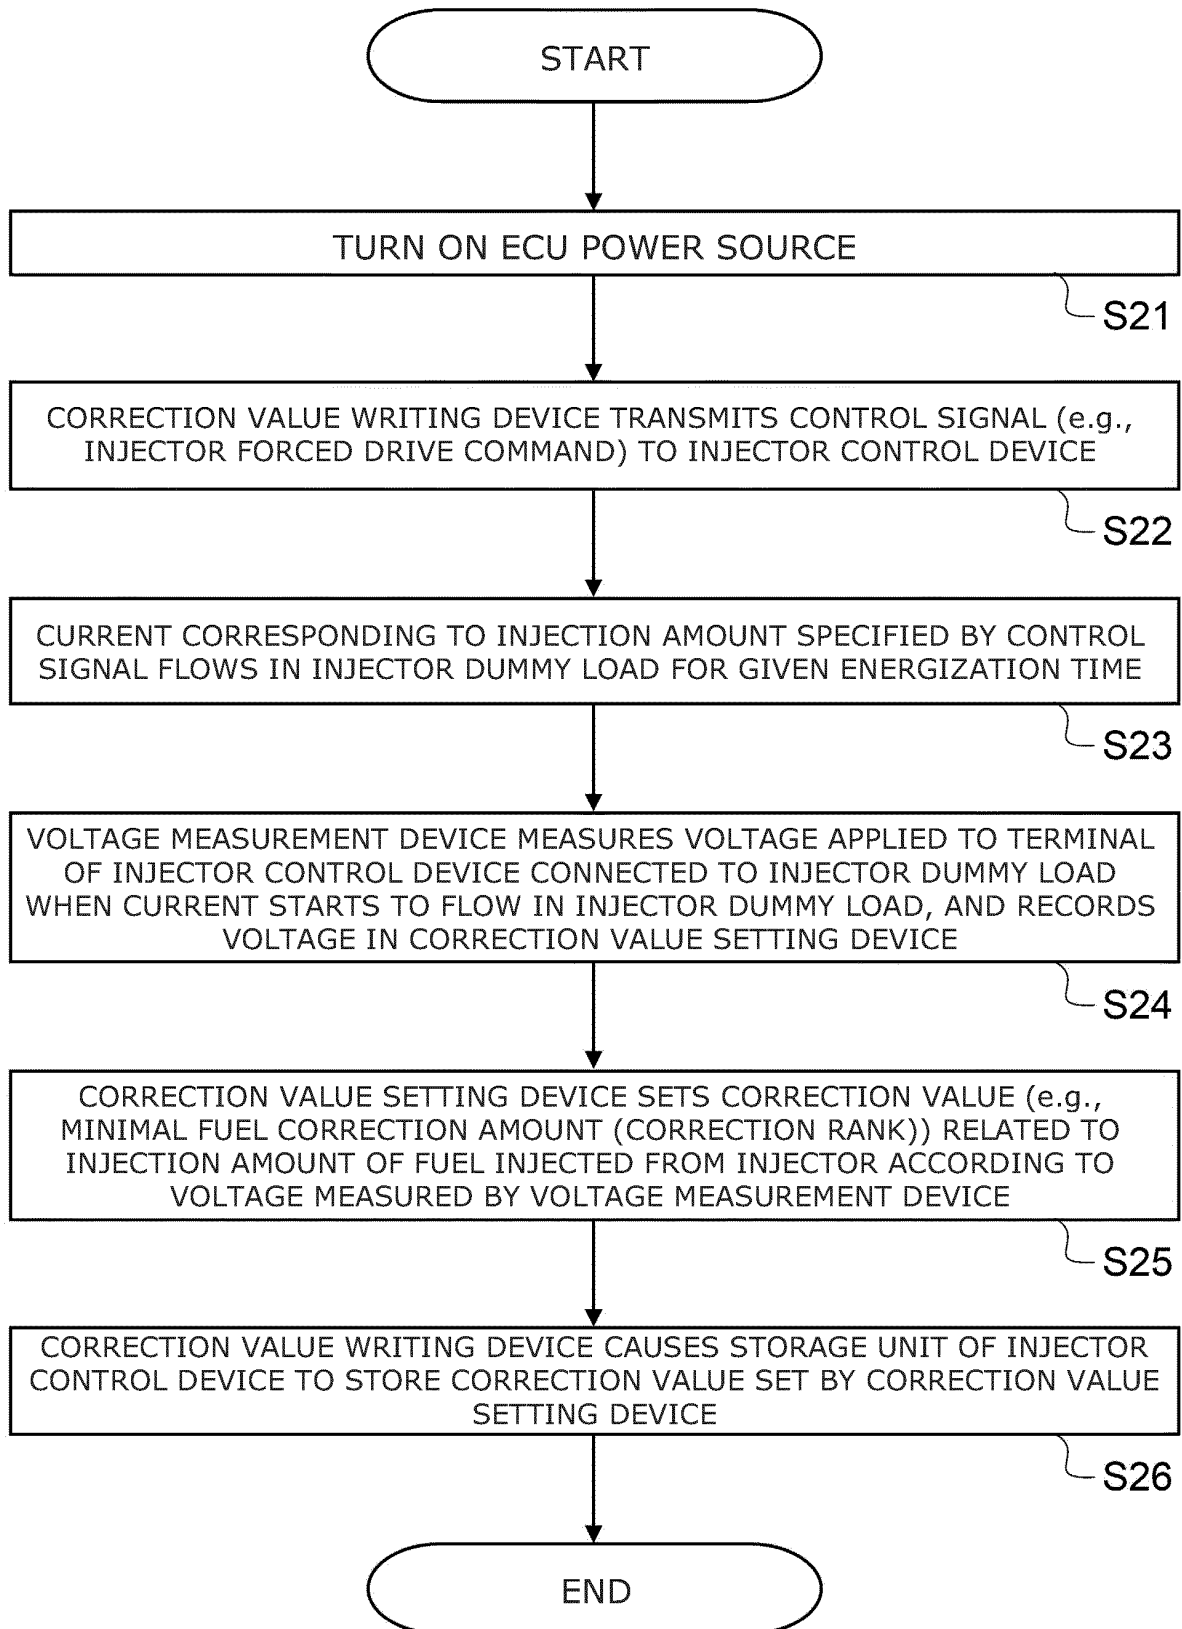 START
TURN ON ECU POWER SOURCE
S21
CORRECTION VALUE WRITING DEVICE TRANSMITS CONTROL SIGNAL (e.g.,
INJECTOR FORCED DRIVE COMMAND) TO INJECTOR CONTROL DEVICE
S22
CURRENT CORRESPONDING TO INJECTION AMOUNT SPECIFIED BY CONTROL
SIGNAL FLOWS IN INJECTOR DUMMY LOAD FOR GIVEN ENERGIZATION TIME
S23
VOLTAGE MEASUREMENT DEVICE MEASURES VOLTAGE APPLIED TO TERMINAL
OF INJECTOR CONTROL DEVICE CONNECTED TO INJECTOR DUMMY LOAD
WHEN CURRENT STARTS TO FLOW IN INJECTOR DUMMY LOAD, AND RECORDS
VOLTAGE IN CORRECTION VALUE SETTING DEVICE
S24
CORRECTION VALUE SETTING DEVICE SETS CORRECTION VALUE (e.g.,
MINIMAL FUEL CORRECTION AMOUNT (CORRECTION RANK)) RELATED TO
INJECTION AMOUNT OF FUEL INJECTED FROM INJECTOR ACCORDING TO
VOLTAGE MEASURED BY VOLTAGE MEASUREMENT DEVICE
S25
CORRECTION VALUE WRITING DEVICE CAUSES STORAGE UNIT OF INJECTOR
CONTROL DEVICE TO STORE CORRECTION VALUE SET BY CORRECTION VALUE
SETTING DEVICE
S26
END